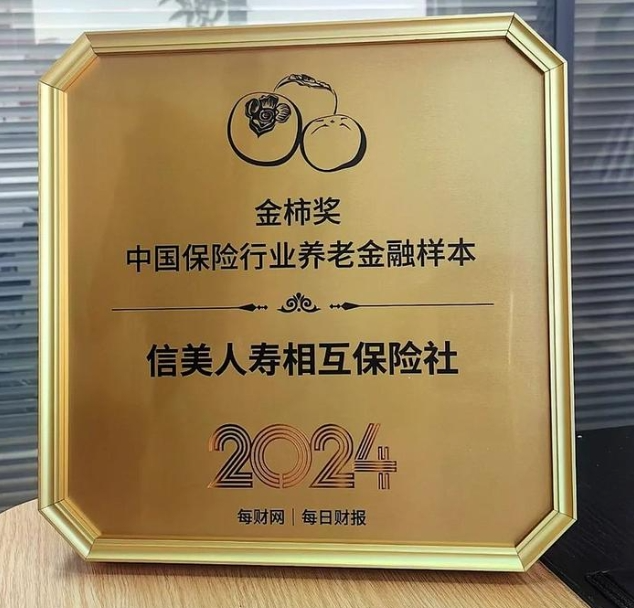 金柿奖
中国保险行业养老金融样本
信美人寿相互保险社
2024
每财网｜每日财报